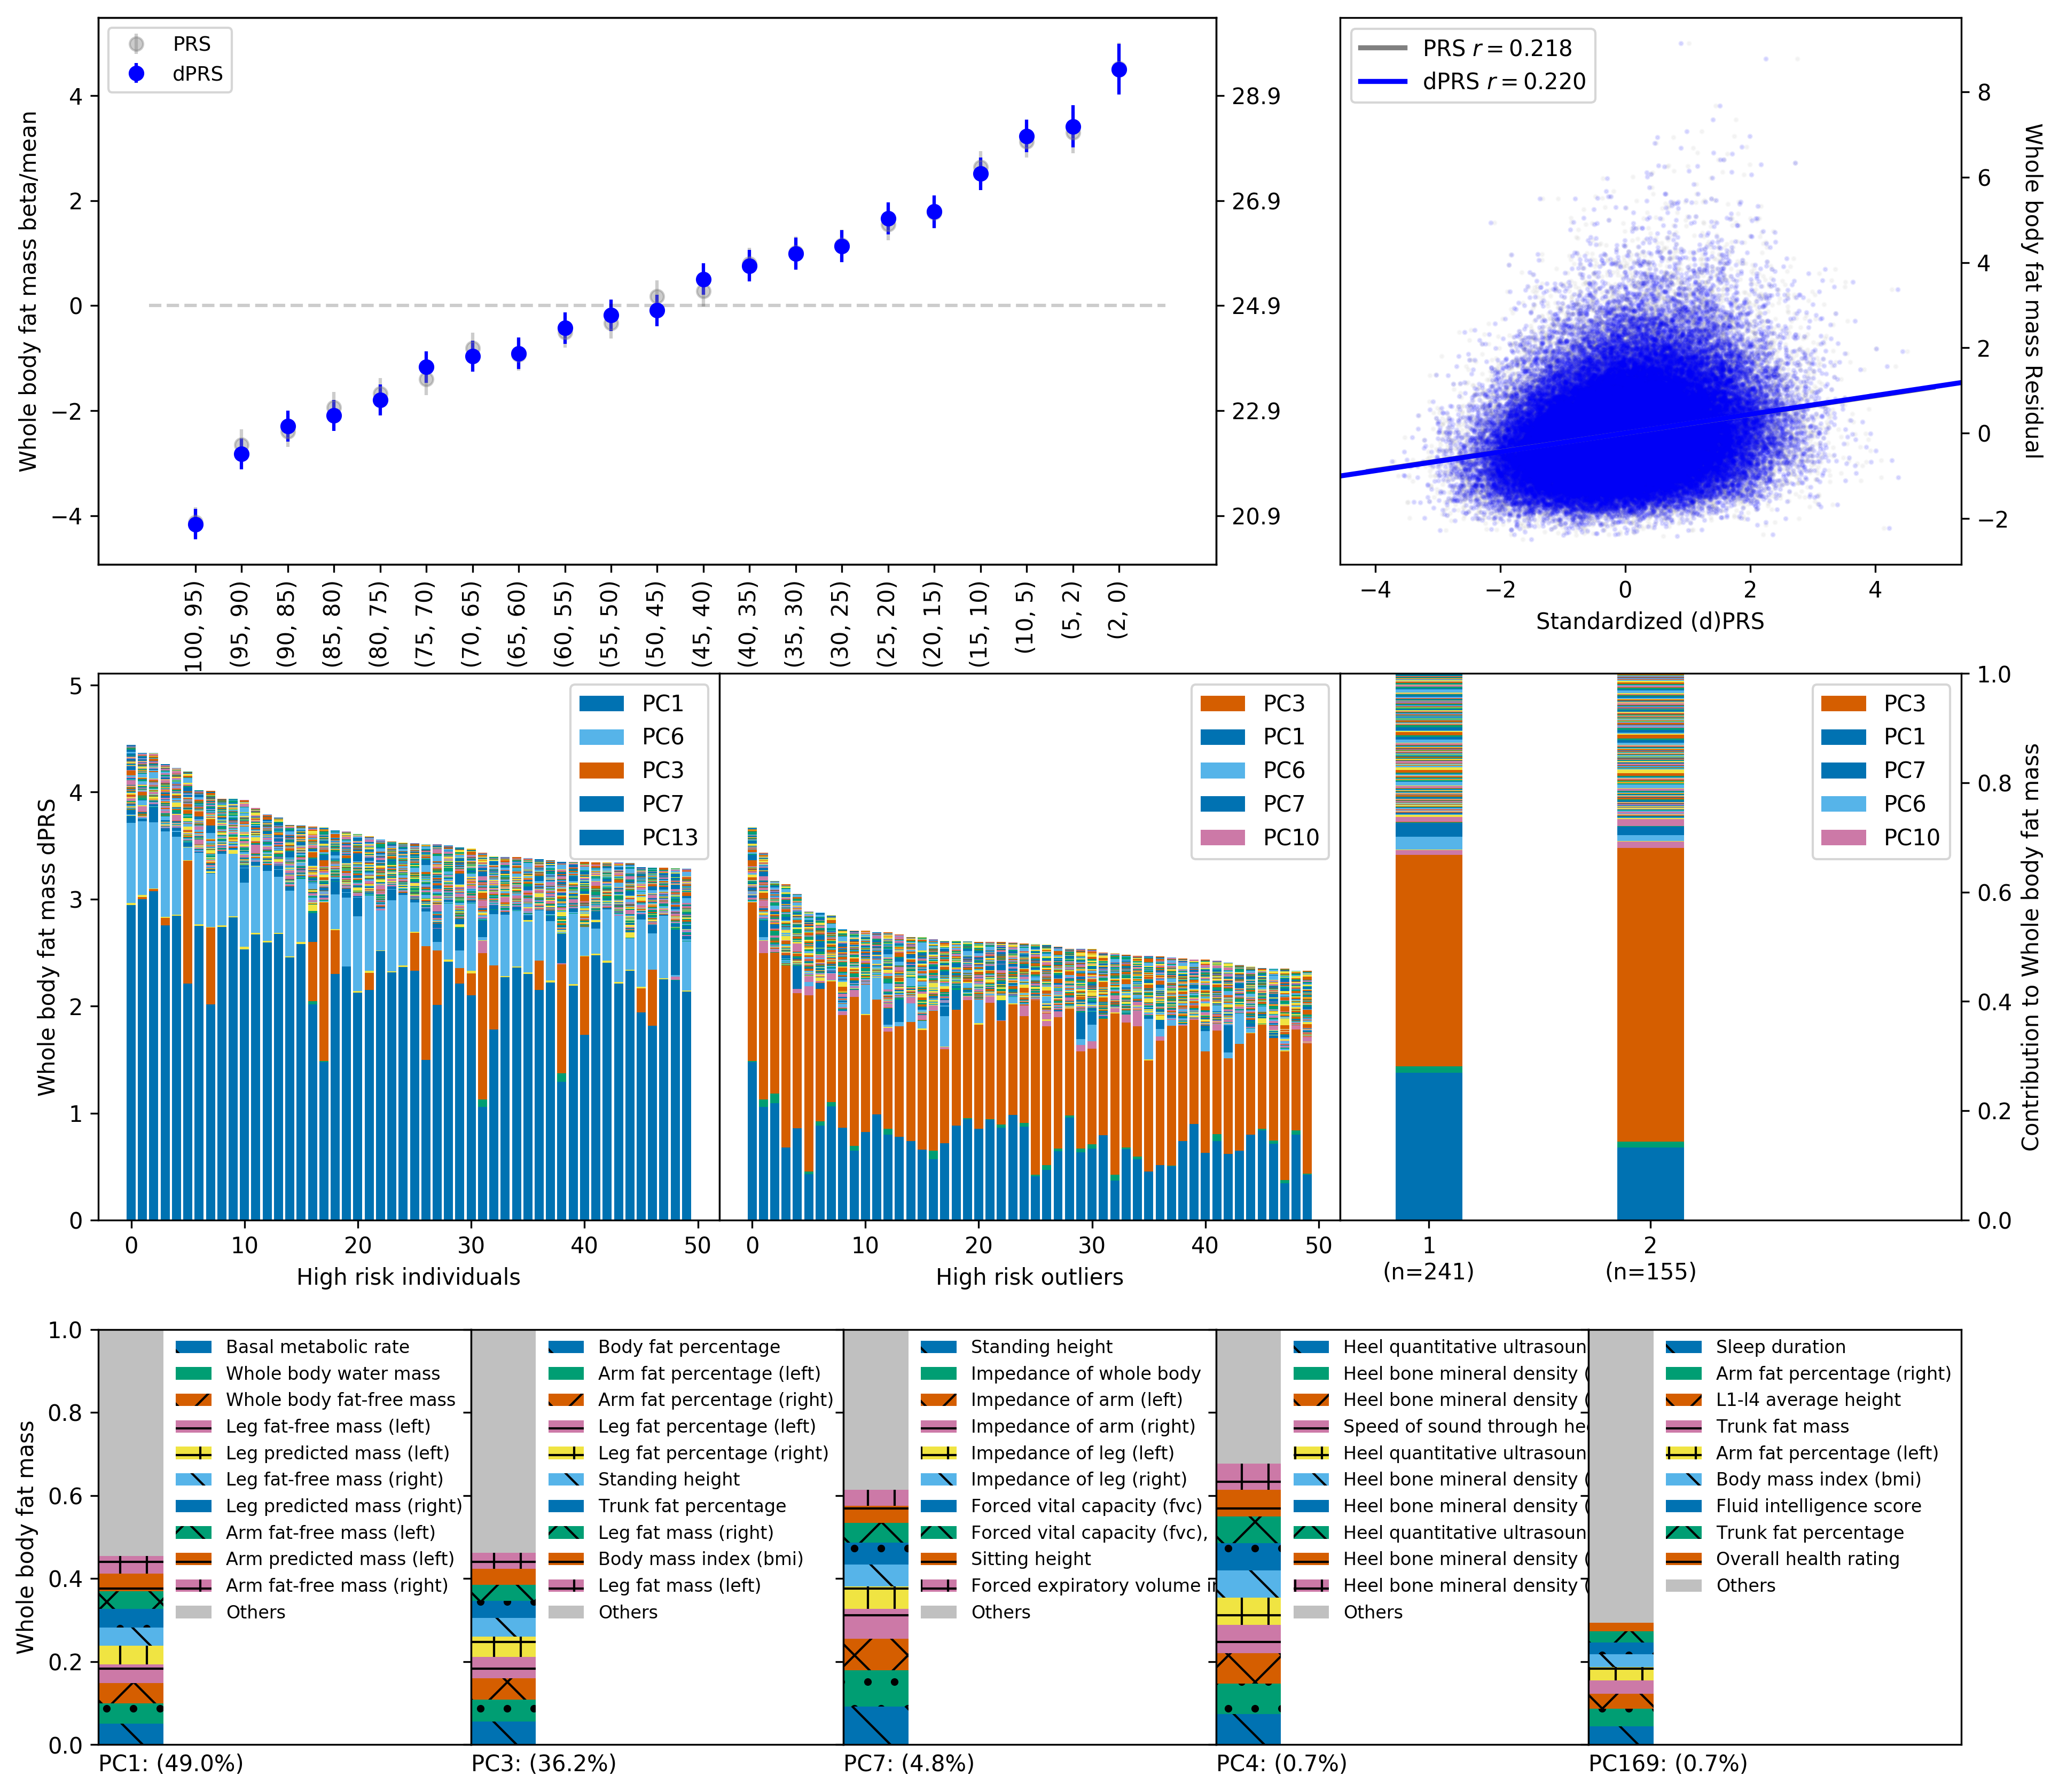 PRS
dPRS
Whole body fat mass beta/mean
4
2
0
−2
−4
28.9
26.9
24.9
22.9
20.9
100, 95)
(95, 90)
(90, 85)
(85, 80)
(80, 75)
(75, 70)
(70, 65)
(65, 60)
(60, 55)
(55, 50)
(50, 45)
(45, 40)
(40, 35)
(35, 30)
(30, 25)
(25, 20)
(20, 15)
(15, 10)
(10, 5)
(5, 2)
(2, 0)
PRS r = 0.218
dPRS r = 0.220
8
6
4
2
0
−2
Whole body fat mass Residual
−4
−2
0
2
4
Standardized (d)PRS
Whole body fat mass dPRS
5
4
3
2
1
0
PC1
PC6
PC3
PC7
PC13
0
10
20
30
40
50
High risk individuals
PC3
PC1
PC6
PC7
PC10
0
10
20
30
40
50
High risk outliers
PC3
PC1
PC7
PC6
PC10
1.0
0.8
0.6
0.4
0.2
0.0
Contribution to Whole body fat mass
1
(n=241)
2
(n=155)
Whole body fat mass
1.0
0.8
0.6
0.4
0.2
0.0
Basal metabolic rate
Whole body water mass
Whole body fat-free mass
Leg fat-free mass (left)
Leg predicted mass (left)
Leg fat-free mass (right)
Leg predicted mass (right)
Arm fat-free mass (left)
Arm predicted mass (left)
Arm fat-free mass (right)
Others
PC1: (49.0%)
Body fat percentage
Arm fat percentage (left)
Arm fat percentage (right)
Leg fat percentage (left)
Leg fat percentage (right)
Standing height
Trunk fat percentage
Leg fat mass (right)
Body mass index (bmi)
Leg fat mass (left)
Others
PC3: (36.2%)
Standing height
Impedance of whole body
Impedance of arm (left)
Impedance of arm (right)
Impedance of leg (left)
Impedance of leg (right)
Forced vital capacity (fvc)
Forced vital capacity (fvc),
Sitting height
Forced expiratory volume i
Others
PC7: (4.8%)
Heel quantitative ultrasoun
Heel bone mineral density (
Heel bone mineral density (
Speed of sound through he
Heel quantitative ultrasoun
Heel bone mineral density (
Heel bone mineral density (
Heel quantitative ultrasoun
Heel bone mineral density (
Heel bone mineral density (
Others
PC4: (0.7%)
Sleep duration
Arm fat percentage (right)
L1-l4 average height
Trunk fat mass
Arm fat percentage (left)
Body mass index (bmi)
Fluid intelligence score
Trunk fat percentage
Overall health rating
Others
PC169: (0.7%)